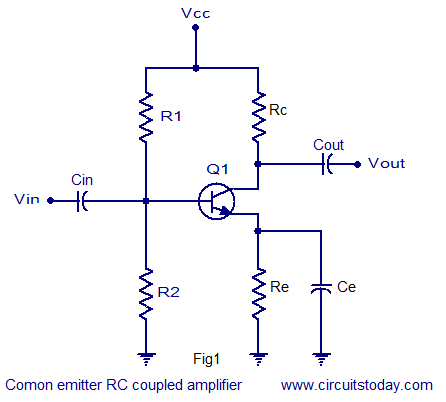 Vcc
R1
Rc
Cout
Vout
Q1
Cin
Vin
R2
Re
Ce
Fig1
Comon emitter RC coupled amplifier
www.circuitstoday.com